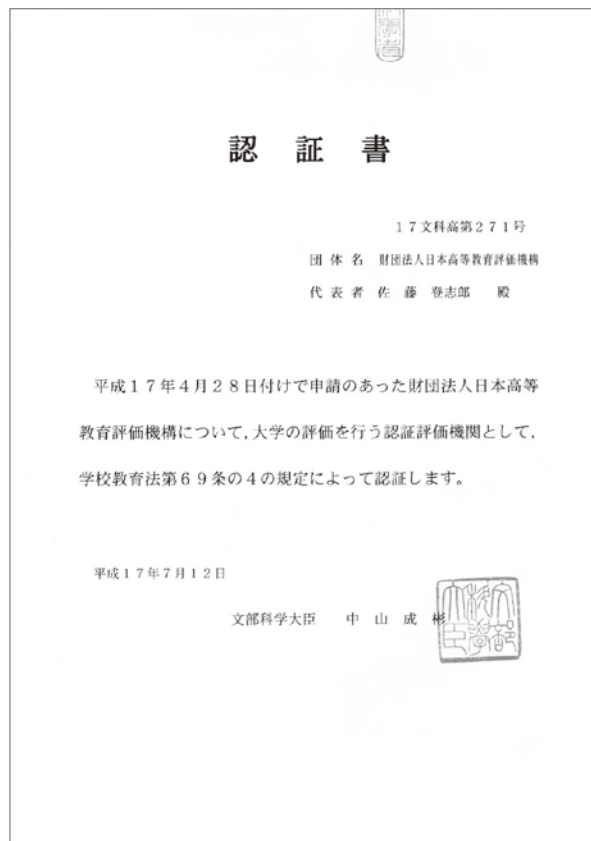 認証書
17文科高第271号
団体名 財団法人日本高等教育評価機構
代表者 佐藤 登志郎 殿
平成17年4月28日付けで申請のあった財団法人日本高等
教育評価機構について,大学の評価を行う認証評価機関として,
学校教育法第69条の4の規定によって認証します。
平成17年7月12日
文部科学大臣 中山成彬
文部科学大臣